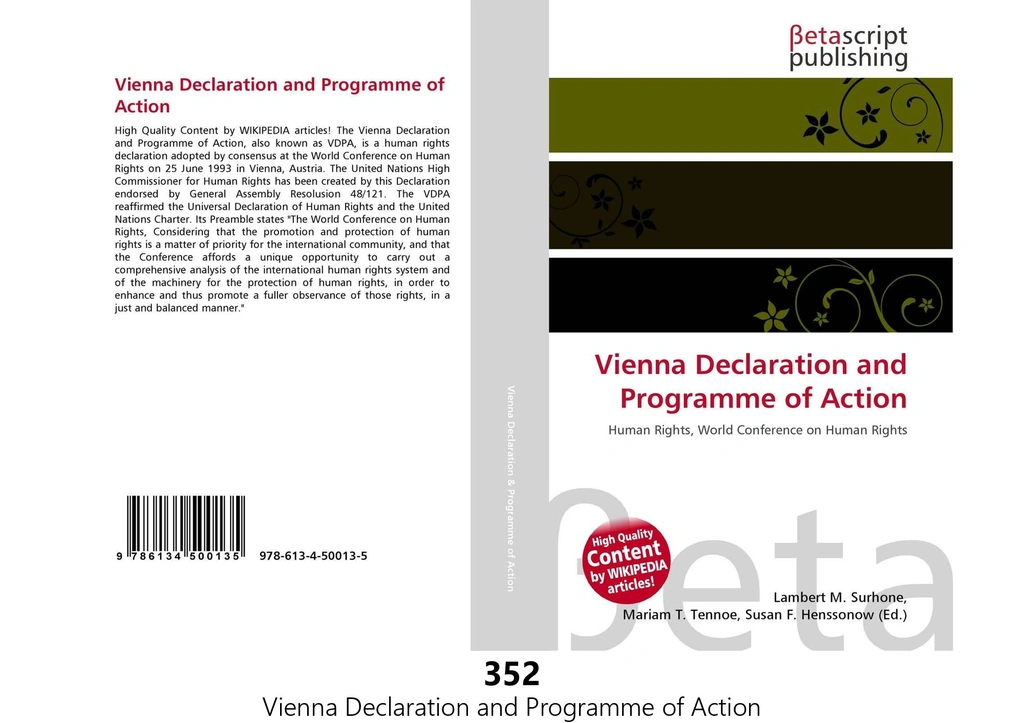 Vienna Declaration and Programme of
Action
High Quality Content by WIKIPEDIA articles! The Vienna Declaration
and Programme of Action, also known as VDPA, is a human rights
declaration adopted by consensus at the World Conference on Human
Rights on 25 June 1993 in Vienna, Austria. The United Nations High
Commissioner for Human Rights has been created by this Declaration
endorsed by General Assembly Resolusion 48/121. The VDPA
reaffirmed the Universal Declaration of Human Rights and the United
Nations Charter. Its Preamble states "The World Conference on Human
Rights, Considering that the promotion and protection of human
rights is a matter of priority for the international community, and that
the Conference affords a unique opportunity to carry out a
comprehensive analysis of the international human rights system and
of the machinery for the protection of human rights, in order to
enhance and thus promote a fuller observance of those rights, in a
just and balanced manner."
9 786134 500135
978-613-4-50013-5
Vienna Declaration & Programme of Action
βetascript
publishing
Vienna Declaration and
Programme of Action
Human Rights, World Conference on Human Rights
βeta
High Quality
Content
by WIKIPEDIA
articles!
Lambert M. Surhone,
Mariam T. Tennoe, Susan F. Henssonow (Ed.)
352
Vienna Declaration and Programme of Action